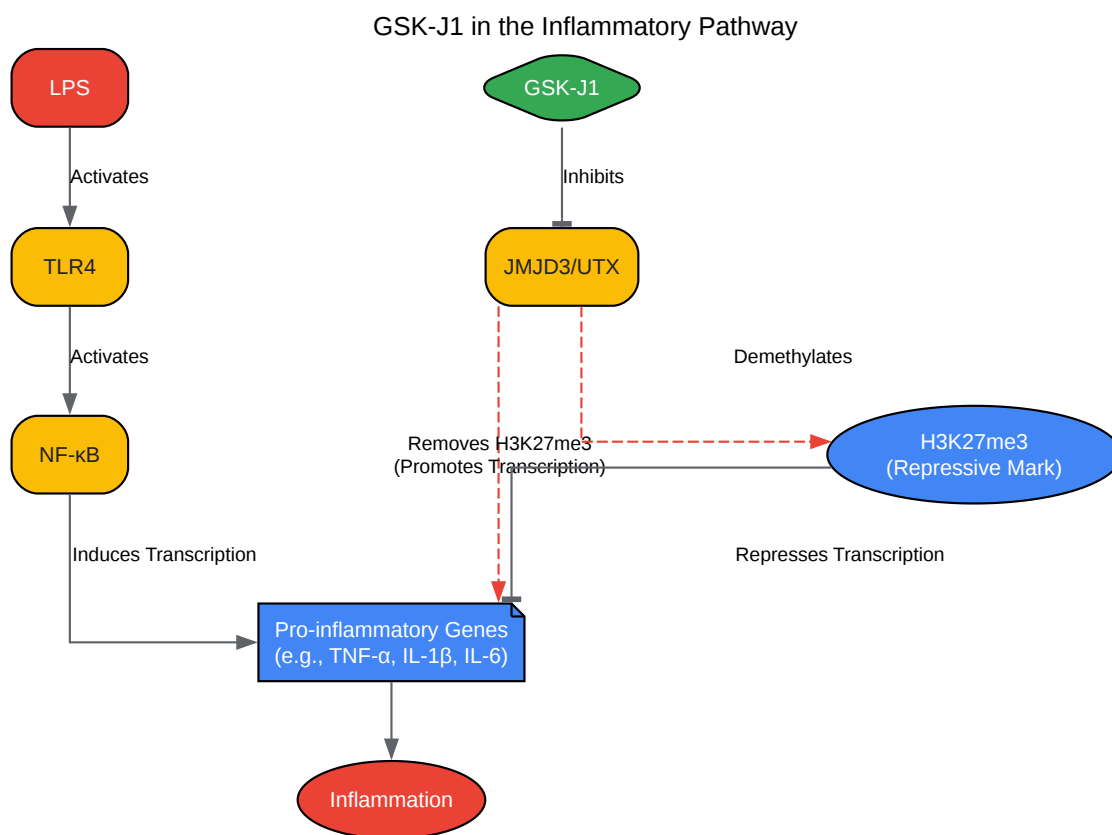 GSK-J1 in the Inflammatory Pathway
LPS
GSK-J1
Activates
Inhibits
TLR4
JMJD3/UTX
Activates
Demethylates
NF-κB
Removes H3K27me3
(Promotes Transcription)
H3K27me3
(Repressive Mark)
Induces Transcription
Represses Transcription
Pro-inflammatory Genes
(e.g., TNF-α, IL-1β, IL-6)
Inflammation